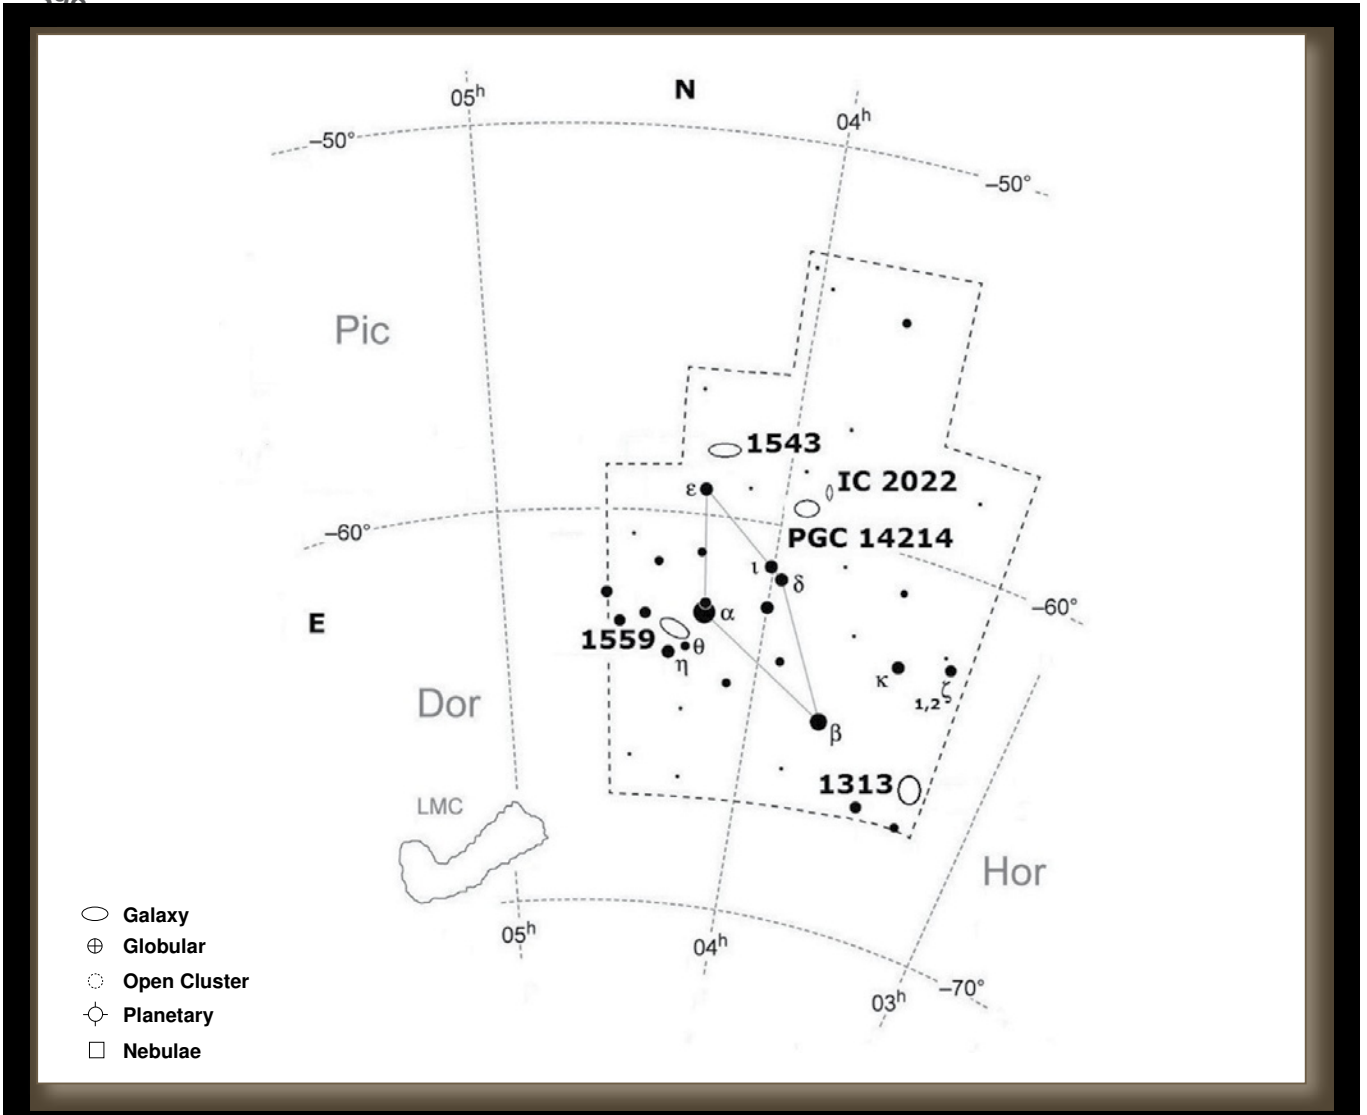 N
05ʰ
04ʰ
–50°
–50°
Pic
1543
ε
IC 2022
–60°
PGC 14214
ι
δ
–60°
E
α
1559
θ
η
κ
ζ
1,2
Dor
β
1313
LMC
Hor
05ʰ
04ʰ
–70°
03ʰ
Galaxy
Globular
Open Cluster
Planetary
Nebulae